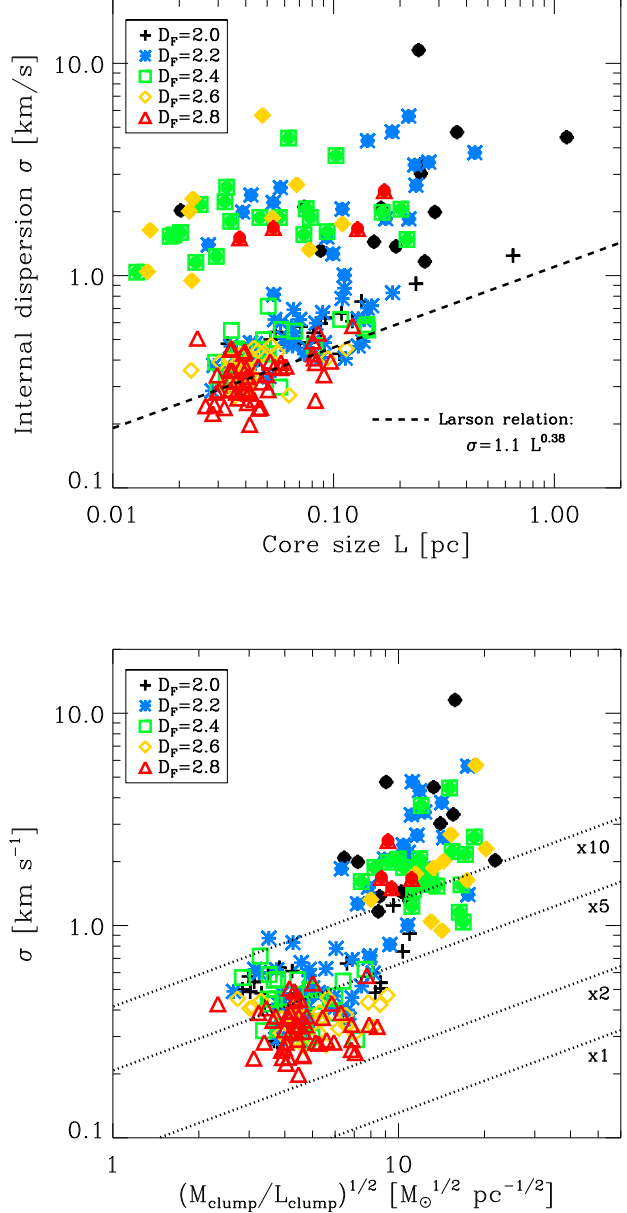 D_F=2.0
D_F=2.2
D_F=2.4
D_F=2.6
D_F=2.8
10.0
1.0
0.1
Internal dispersion σ [km/s]
Larson relation:
σ=1.1 L^0.38
0.01 0.10 1.00
Core size L [pc]
D_F=2.0
D_F=2.2
D_F=2.4
D_F=2.6
D_F=2.8
10.0
1.0
0.1
σ [km s⁻¹]
x10
x5
x2
x1
1 10
(M_clump/L_clump)^1/2 [M_☉^1/2 pc^-1/2]